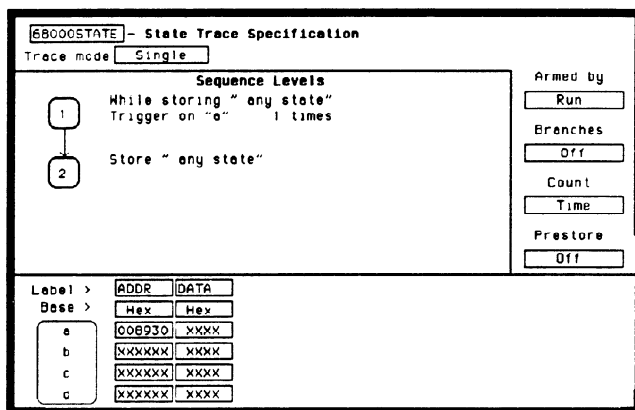 68000STATE - State Trace Specification
Trace mode Single
Sequence Levels
1
While storing " any state"
Trigger on "a" 1 times
2
Store " any state"
Armed by
Run
Branches
Off
Count
Time
Prestore
Off
Label > ADDR DATA
Base > Hex Hex
a 008930 XXXX
b XXXXXX XXXX
c XXXXXX XXXX
d XXXXXX XXXX